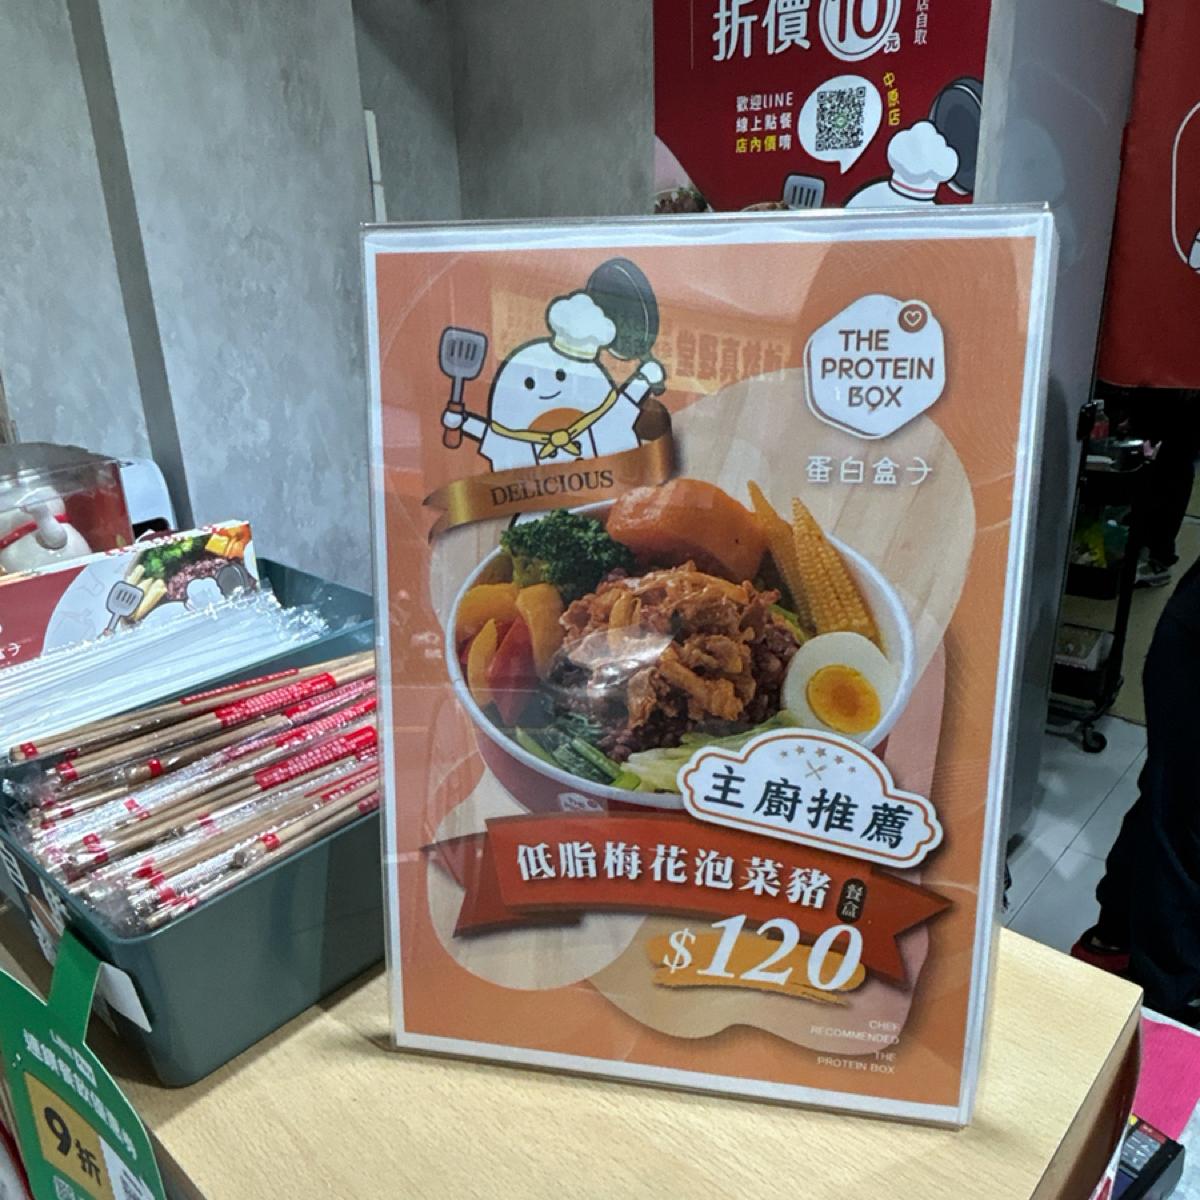 折價10元
店自取
歡迎LINE
線上點餐
店內價唷
中原店
THE
PROTEIN
BOX
蛋白盒子
DELICIOUS
主廚推薦
低脂梅花泡菜豬
餐盒
$120
CHEF
RECOMMENDED
THE
PROTEIN BOX
9折